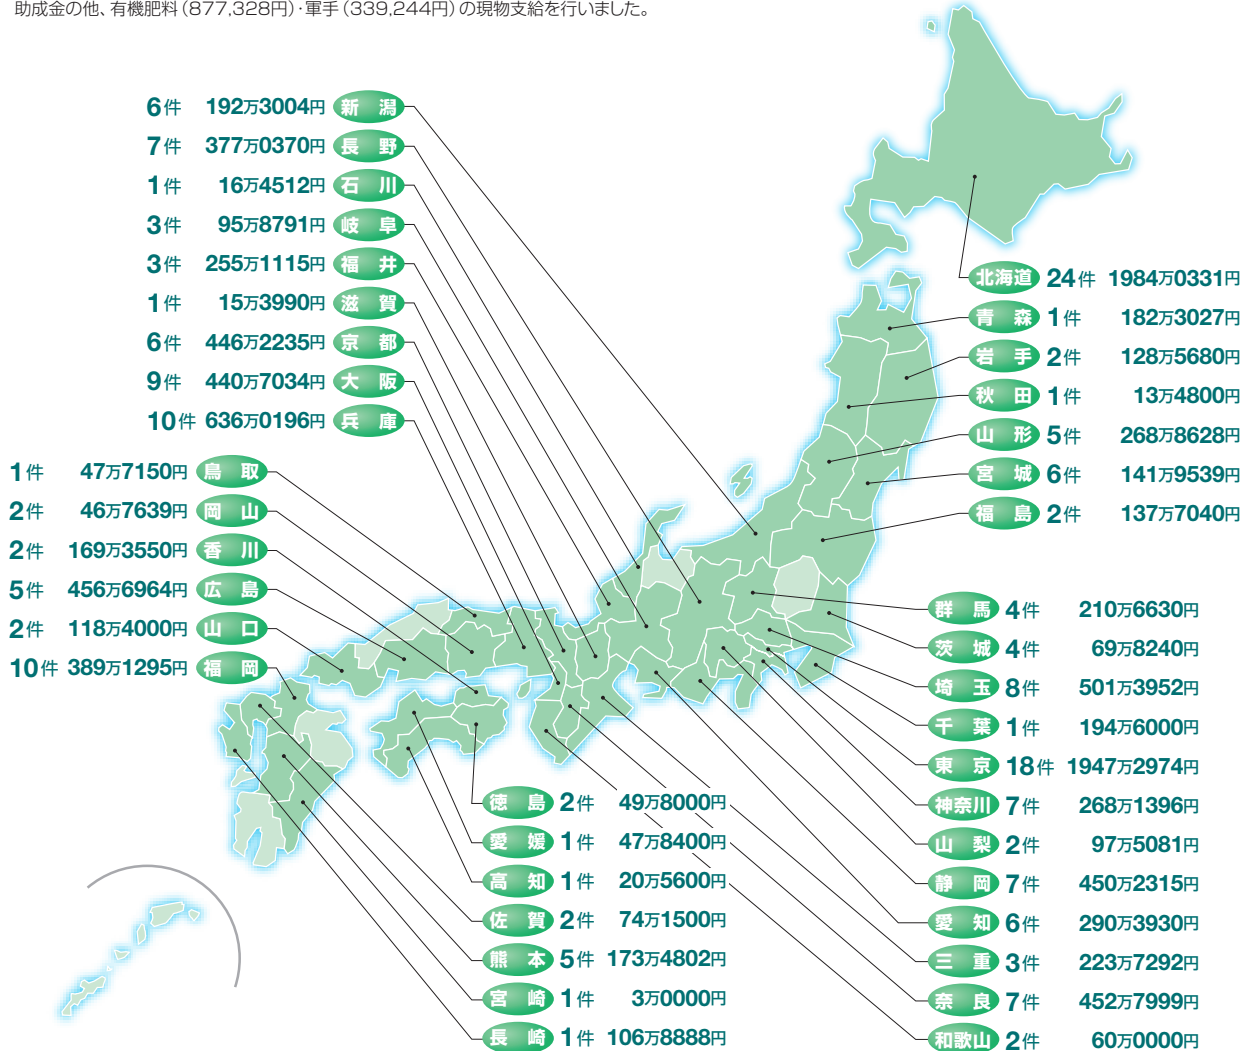 助成金の他、有機肥料（877,328円）・軍手（339,244円）の現物支給を行いました。
6件 192万3004円 新潟
7件 377万0370円 長野
1件 16万4512円 石川
3件 95万8791円 岐阜
3件 255万1115円 福井
1件 15万3990円 滋賀
6件 446万2235円 京都
9件 440万7034円 大阪
10件 636万0196円 兵庫
1件 47万7150円 鳥取
2件 46万7639円 岡山
2件 169万3550円 香川
5件 456万6964円 広島
2件 118万4000円 山口
10件 389万1295円 福岡
北海道 24件 1984万0331円
青森 1件 182万3027円
岩手 2件 128万5680円
秋田 1件 13万4800円
山形 5件 268万8628円
宮城 6件 141万9539円
福島 2件 137万7040円
群馬 4件 210万6630円
茨城 4件 69万8240円
埼玉 8件 501万3952円
千葉 1件 194万6000円
東京 18件 1947万2974円
神奈川 7件 268万1396円
山梨 2件 97万5081円
静岡 7件 450万2315円
愛知 6件 290万3930円
三重 3件 223万7292円
奈良 7件 452万7999円
和歌山 2件 60万0000円
徳島 2件 49万8000円
愛媛 1件 47万8400円
高知 1件 20万5600円
佐賀 2件 74万1500円
熊本 5件 173万4802円
宮崎 1件 3万0000円
長崎 1件 106万8888円